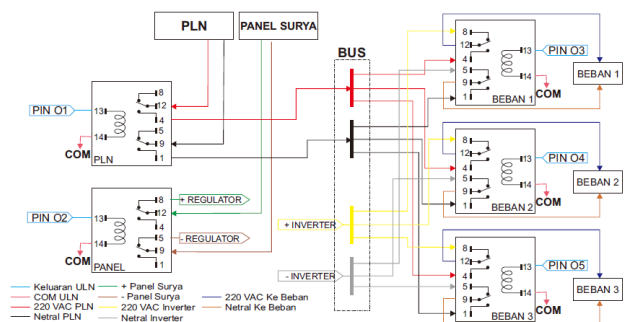 PLN
PANEL SURYA
BUS
PIN O1
13
14
COM
8
12
4
5
9
1
PLN
PIN O2
13
14
COM
8
12
4
5
9
1
PANEL
+ REGULATOR
- REGULATOR
+ INVERTER
- INVERTER
8
12
4
5
9
1
13
14
PIN O3
COM
BEBAN 1
BEBAN 1
8
12
4
5
9
1
13
14
PIN O4
COM
BEBAN 2
BEBAN 2
8
12
4
5
9
1
13
14
PIN O5
COM
BEBAN 3
BEBAN 3
Keluaran ULN
COM ULN
220 VAC PLN
Netral PLN
+ Panel Surya
- Panel Surya
220 VAC Inverter
Netral Inverter
220 VAC Ke Beban
Netral Ke Beban